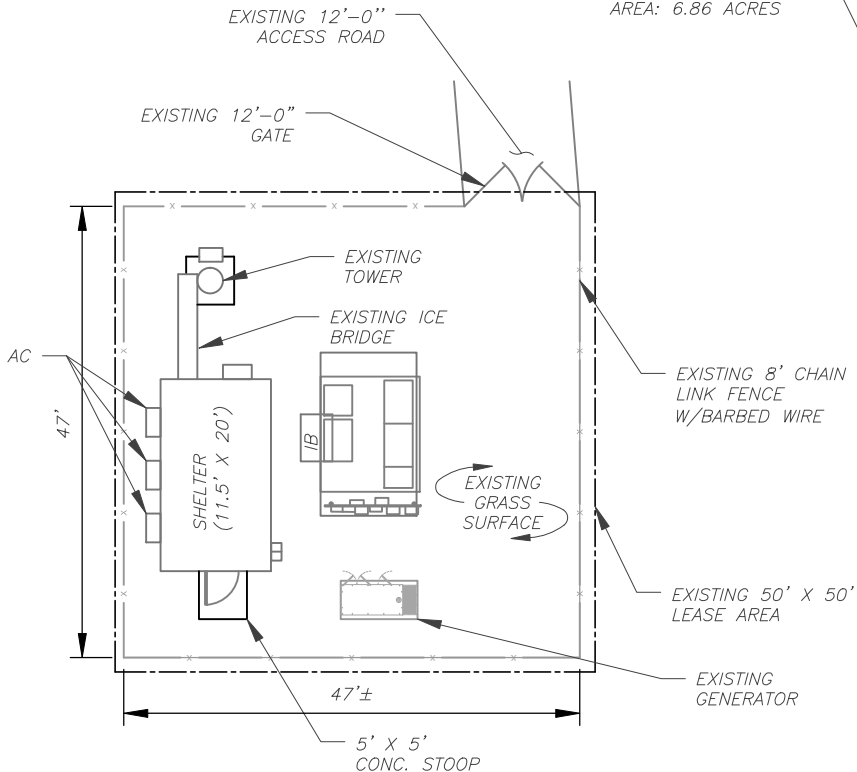 AREA: 6.86 ACRES
EXISTING 12'-0''
ACCESS ROAD
EXISTING 12'-0"
GATE
EXISTING
TOWER
EXISTING ICE
BRIDGE
AC
47'
SHELTER
(11.5' X 20')
IB
EXISTING 8' CHAIN
LINK FENCE
W/BARBED WIRE
EXISTING
GRASS
SURFACE
EXISTING 50' X 50'
LEASE AREA
EXISTING
GENERATOR
47'±
5' X 5'
CONC. STOOP